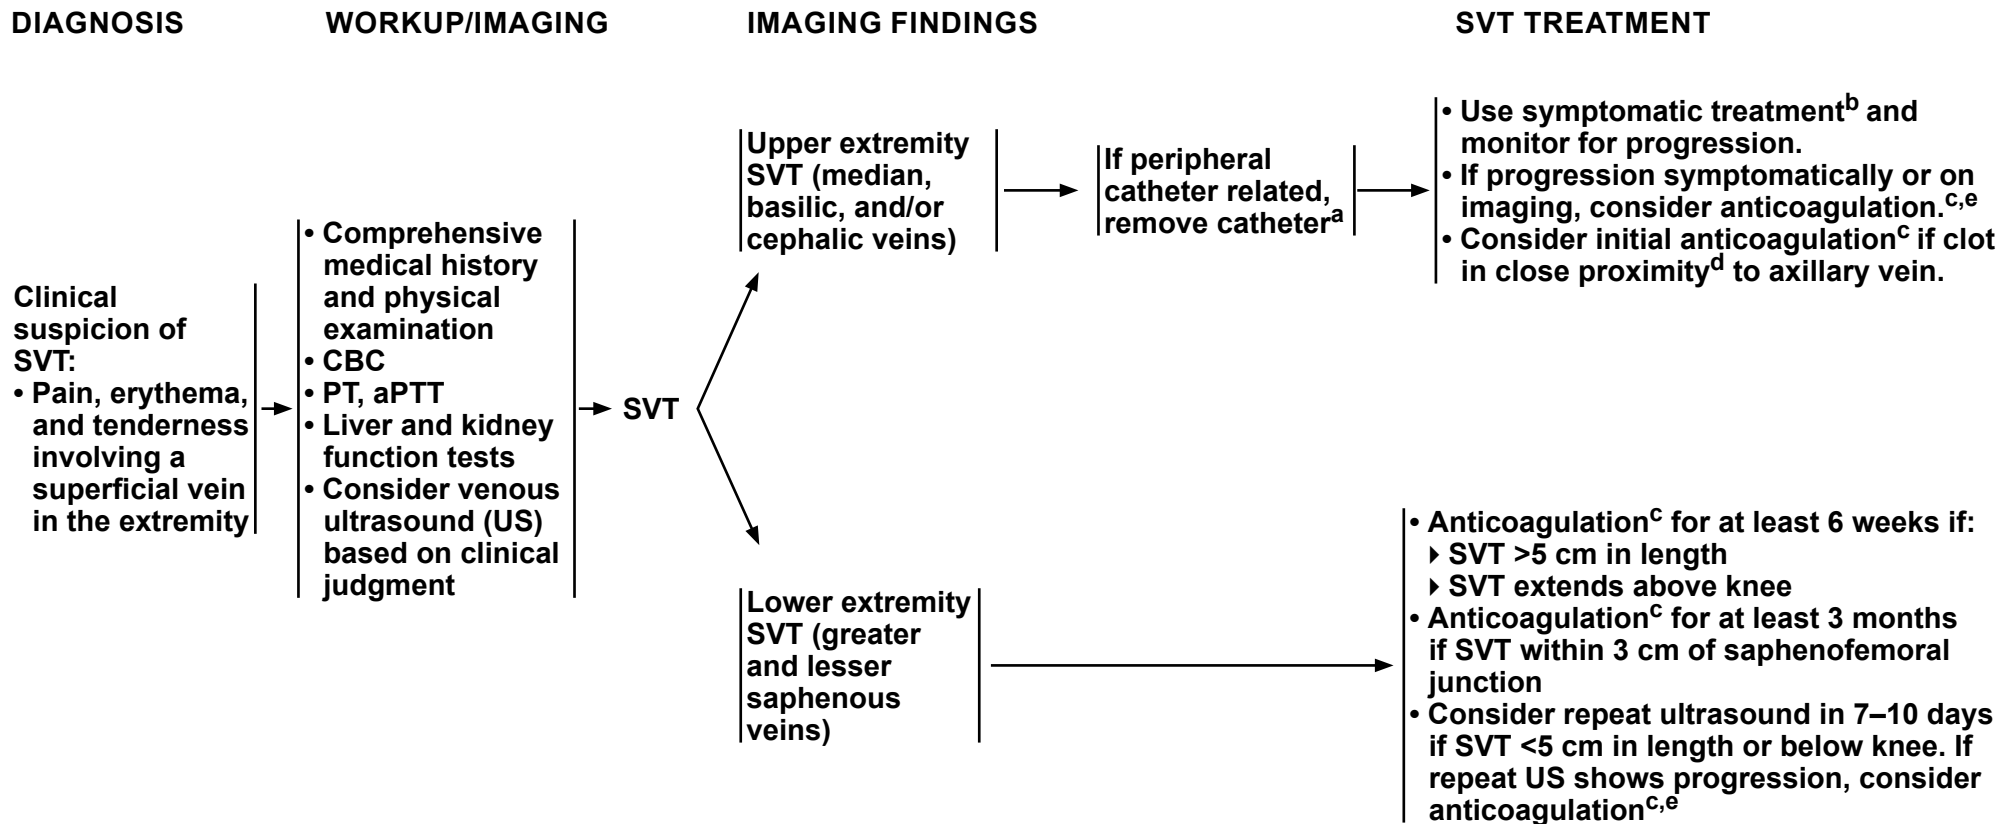 DIAGNOSIS
WORKUP/IMAGING
IMAGING FINDINGS
SVT TREATMENT
Clinical
suspicion of
SVT:
• Pain, erythema,
and tenderness
involving a
superficial vein
in the extremity
• Comprehensive
medical history
and physical
examination
• CBC
• PT, aPTT
• Liver and kidney
function tests
• Consider venous
ultrasound (US)
based on clinical
judgment
SVT
Upper extremity
SVT (median,
basilic, and/or
cephalic veins)
If peripheral
catheter related,
remove catheterᵃ
• Use symptomatic treatmentᵇ and
monitor for progression.
• If progression symptomatically or on
imaging, consider anticoagulation.ᶜ,ᵉ
• Consider initial anticoagulationᶜ if clot
in close proximityᵈ to axillary vein.
Lower extremity
SVT (greater
and lesser
saphenous
veins)
• Anticoagulationᶜ for at least 6 weeks if:
▸ SVT >5 cm in length
▸ SVT extends above knee
• Anticoagulationᶜ for at least 3 months
if SVT within 3 cm of saphenofemoral
junction
• Consider repeat ultrasound in 7–10 days
if SVT <5 cm in length or below knee. If
repeat US shows progression, consider
anticoagulationᶜ,ᵉ